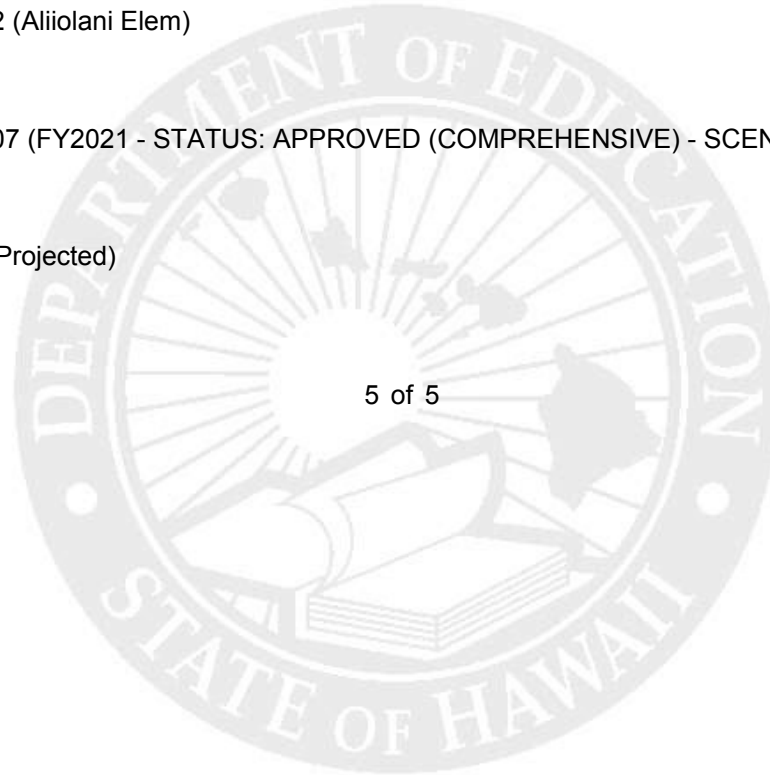 2 (Aliiolani Elem)
07 (FY2021 - STATUS: APPROVED (COMPREHENSIVE) - SCEN
Projected)
5 of 5
DEPARTMENT OF EDUCATION
STATE OF HAWAII